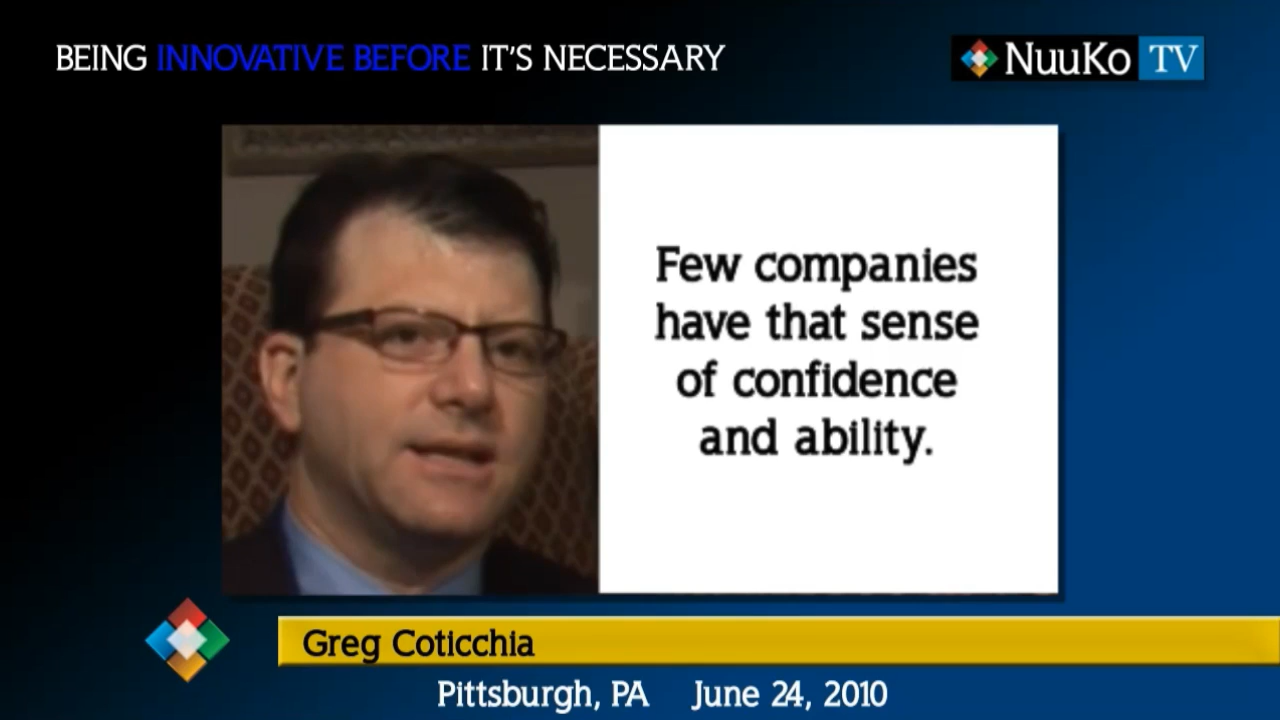 BEING INNOVATIVE BEFORE IT'S NECESSARY
NuuKo TV
Few companies
have that sense
of confidence
and ability.
Greg Coticchia
Pittsburgh, PA June 24, 2010